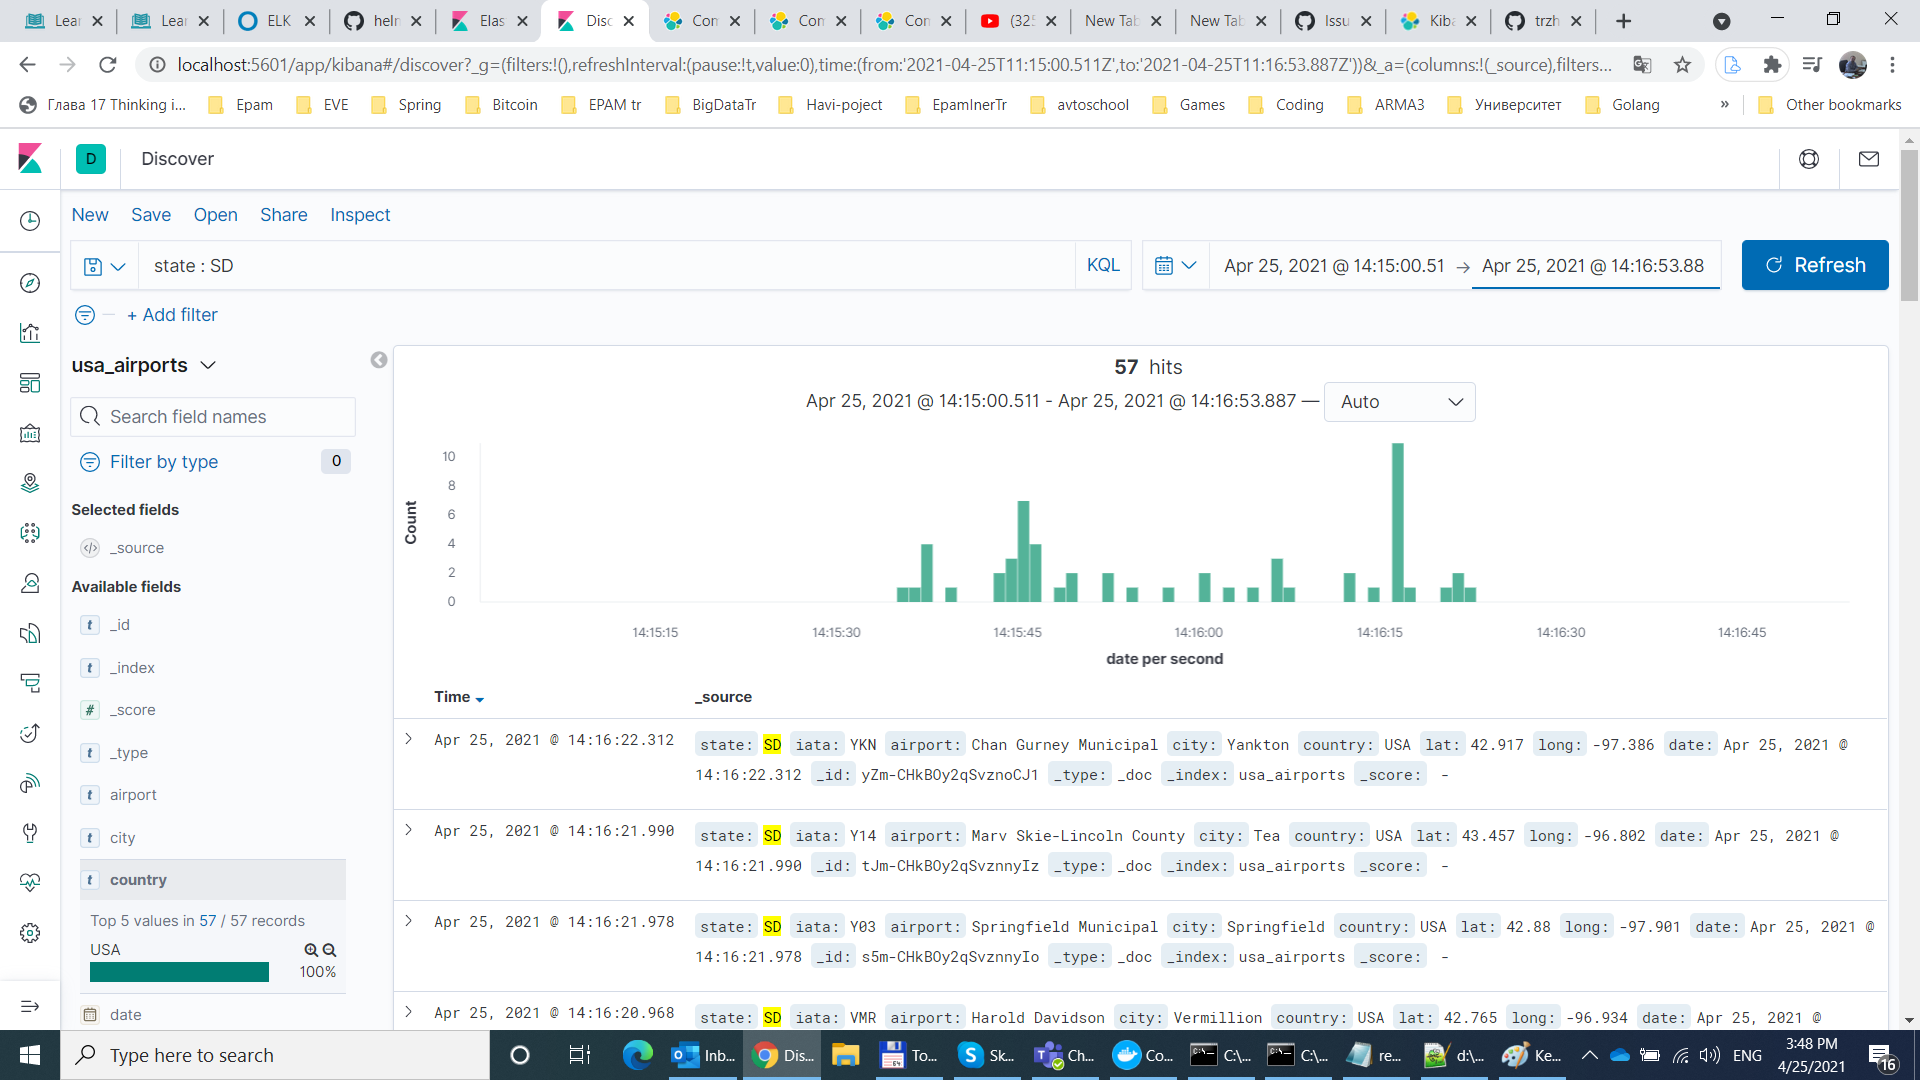 Lear
Lear
ELK
heln
Elas
Disc
Com
Com
Con
(325
New Tab
New Tab
Issu
Kiba
trzh
localhost:5601/app/kibana#/discover?_g=(filters:!(),refreshInterval:(pause:!t,value:0),time:(from:'2021-04-25T11:15:00.511Z',to:'2021-04-25T11:16:53.887Z'))&_a=(columns:!(_source),filters...
Глава 17 Thinking i...
Epam
EVE
Spring
Bitcoin
EPAM tr
BigDataTr
Havi-poject
EpamInerTr
avtoschool
Games
Coding
ARMA3
Университет
Golang
»
Other bookmarks
D
Discover
New Save Open Share Inspect
state : SD
KQL
Apr 25, 2021 @ 14:15:00.51 → Apr 25, 2021 @ 14:16:53.88
Refresh
+ Add filter
usa_airports
Search field names
Filter by type 0
Selected fields
_source
Available fields
t _id
t _index
# _score
t _type
t airport
t city
t country
Top 5 values in 57 / 57 records
USA
100%
date
57 hits
Apr 25, 2021 @ 14:15:00.511 - Apr 25, 2021 @ 14:16:53.887 — Auto
Count
10
8
6
4
2
0
14:15:15 14:15:30 14:15:45 14:16:00 14:16:15 14:16:30 14:16:45
date per second
Time _source
Apr 25, 2021 @ 14:16:22.312 state: SD iata: YKN airport: Chan Gurney Municipal city: Yankton country: USA lat: 42.917 long: -97.386 date: Apr 25, 2021 @
14:16:22.312 _id: yZm-CHkBOy2qSvznoCJ1 _type: _doc _index: usa_airports _score: -
Apr 25, 2021 @ 14:16:21.990 state: SD iata: Y14 airport: Marv Skie-Lincoln County city: Tea country: USA lat: 43.457 long: -96.802 date: Apr 25, 2021 @
14:16:21.990 _id: tJm-CHkBOy2qSvznnyIz _type: _doc _index: usa_airports _score: -
Apr 25, 2021 @ 14:16:21.978 state: SD iata: Y03 airport: Springfield Municipal city: Springfield country: USA lat: 42.88 long: -97.901 date: Apr 25, 2021 @
14:16:21.978 _id: s5m-CHkBOy2qSvznnyIo _type: _doc _index: usa_airports _score: -
Apr 25, 2021 @ 14:16:20.968 state: SD iata: VMR airport: Harold Davidson city: Vermillion country: USA lat: 42.765 long: -96.934 date: Apr 25, 2021 @
Type here to search
Inb...
Dis...
To...
Sk...
Ch...
Co...
C:\...
C:\...
re...
d:\...
Ke...
ENG
3:48 PM
4/25/2021
16